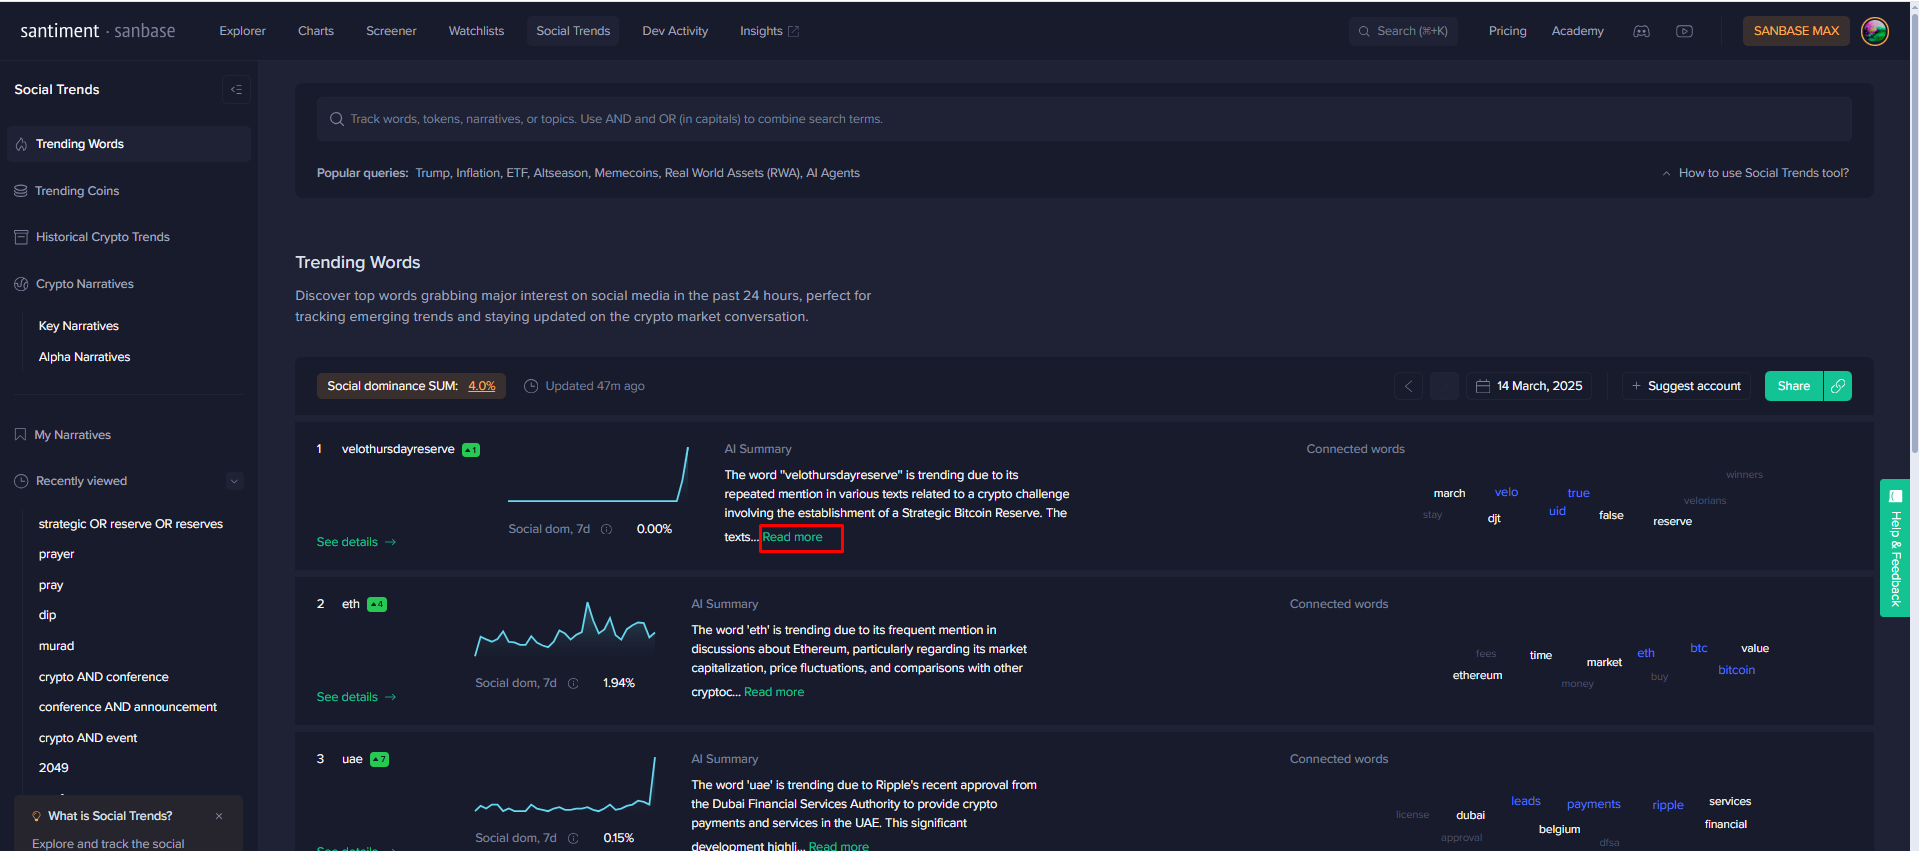 santiment · sanbase
Explorer
Charts
Screener
Watchlists
Social Trends
Dev Activity
Insights
Search (⌘+K)
Pricing
Academy
SANBASE MAX
Social Trends
Trending Words
Trending Coins
Historical Crypto Trends
Crypto Narratives
Key Narratives
Alpha Narratives
My Narratives
Recently viewed
strategic OR reserve OR reserves
prayer
pray
dip
murad
crypto AND conference
conference AND announcement
crypto AND event
2049
What is Social Trends?
Explore and track the social
Track words, tokens, narratives, or topics. Use AND and OR (in capitals) to combine search terms.
Popular queries: Trump, Inflation, ETF, Altseason, Memecoins, Real World Assets (RWA), AI Agents
How to use Social Trends tool?
Trending Words
Discover top words grabbing major interest on social media in the past 24 hours, perfect for
tracking emerging trends and staying updated on the crypto market conversation.
Social dominance SUM: 4.0%
Updated 47m ago
14 March, 2025
+ Suggest account
Share
1 velothursdayreserve 1
See details →
Social dom, 7d 0.00%
AI Summary
The word "velothursdayreserve" is trending due to its
repeated mention in various texts related to a crypto challenge
involving the establishment of a Strategic Bitcoin Reserve. The
texts... Read more
Connected words
winners
march velo true velorians
stay djt uid false reserve
2 eth 4
See details →
Social dom, 7d 1.94%
AI Summary
The word 'eth' is trending due to its frequent mention in
discussions about Ethereum, particularly regarding its market
capitalization, price fluctuations, and comparisons with other
cryptoc... Read more
Connected words
fees time market eth btc value
ethereum money buy bitcoin
3 uae 7
See details
Social dom, 7d 0.15%
AI Summary
The word 'uae' is trending due to Ripple's recent approval from
the Dubai Financial Services Authority to provide crypto
payments and services in the UAE. This significant
development highli... Read more
Connected words
license dubai leads payments ripple services
approval belgium dfsa financial
Help & Feedback